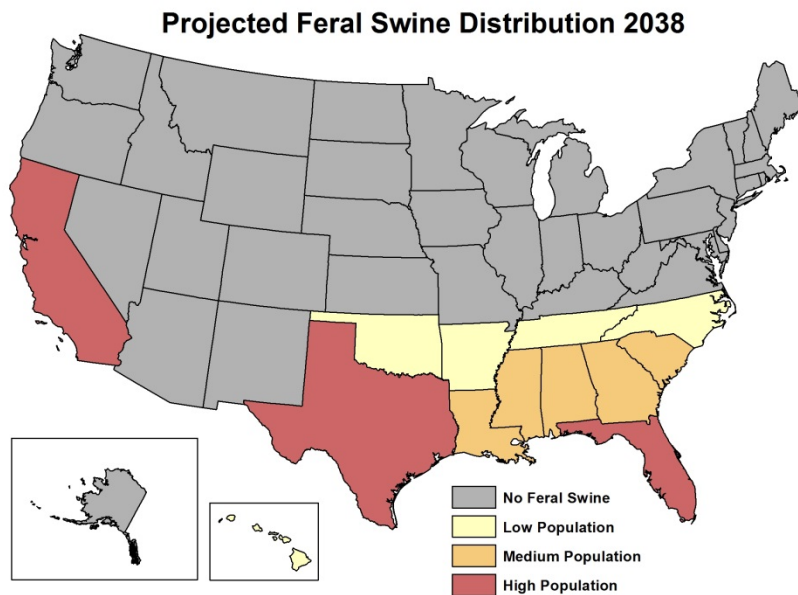 Projected Feral Swine Distribution 2038
No Feral Swine
Low Population
Medium Population
High Population